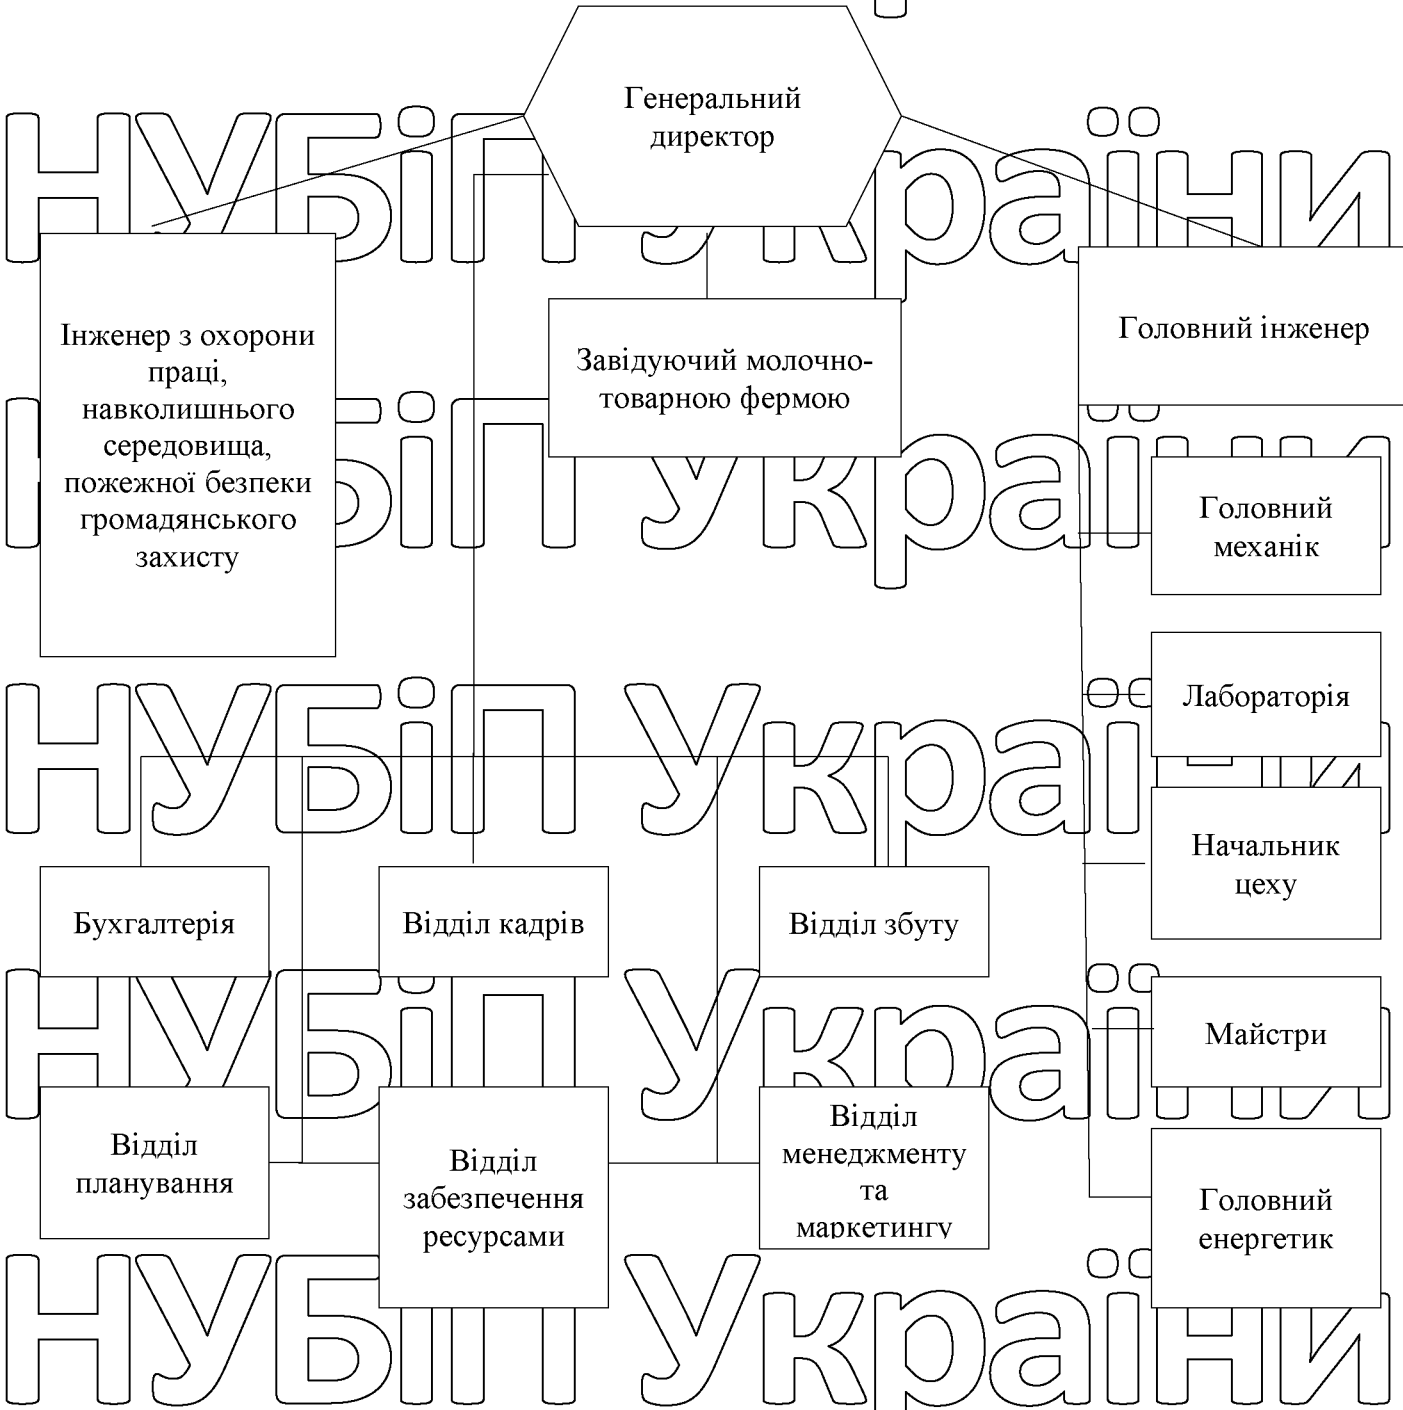 Генеральний
директор
НУБіП України
Інженер з охорони
праці,
навколишнього
середовища,
пожежної безпеки
громадянського
захисту
Завідуючий молочно-
товарною фермою
Головний інженер
НУБіП України
Головний
механік
Лабораторія
НУБіП України
Начальник
цеху
Бухгалтерія
Відділ кадрів
Відділ збуту
НУБіП України
Майстри
Відділ
планування
Відділ
забезпечення
ресурсами
Відділ
менеджменту
та
маркетингу
Головний
енергетик
НУБіП України